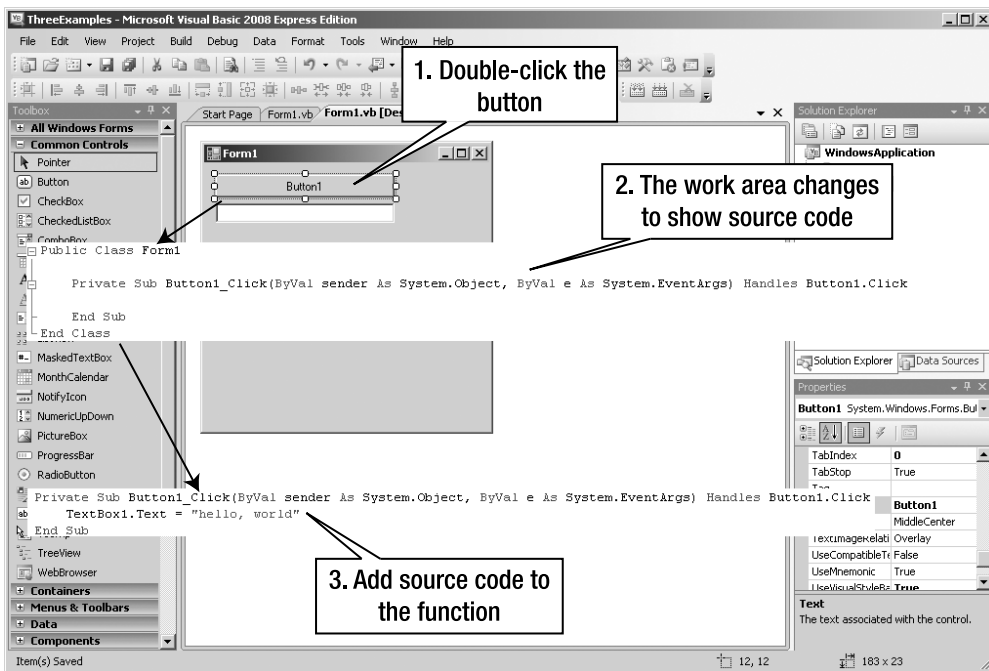 ThreeExamples - Microsoft Visual Basic 2008 Express Edition
File Edit View Project Build Debug Data Format Tools Window Help
1. Double-click the
button
Toolbox
Start Page Form1.vb Form1.vb [Des
Solution Explorer
All Windows Forms
Common Controls
Pointer
Button
CheckBox
CheckedListBox
ComboBox
Form1
Button1
WindowsApplication
2. The work area changes
to show source code
Public Class Form1
Private Sub Button1_Click(ByVal sender As System.Object, ByVal e As System.EventArgs) Handles Button1.Click
End Sub
End Class
MaskedTextBox
MonthCalendar
NotifyIcon
NumericUpDown
PictureBox
ProgressBar
RadioButton
Solution Explorer Data Sources
Properties
Button1 System.Windows.Forms.But
TabIndex 0
TabStop True
Private Sub Button1_Click(ByVal sender As System.Object, ByVal e As System.EventArgs) Handles Button1.Click
TextBox1.Text = "hello, world"
End Sub
Button1
MiddleCenter
TextImageRelati Overlay
UseCompatibleTe False
UseMnemonic True
UseVisualStyleBa True
TreeView
WebBrowser
Containers
Menus & Toolbars
Data
Components
3. Add source code to
the function
Text
The text associated with the control.
Item(s) Saved
12, 12
183 x 23